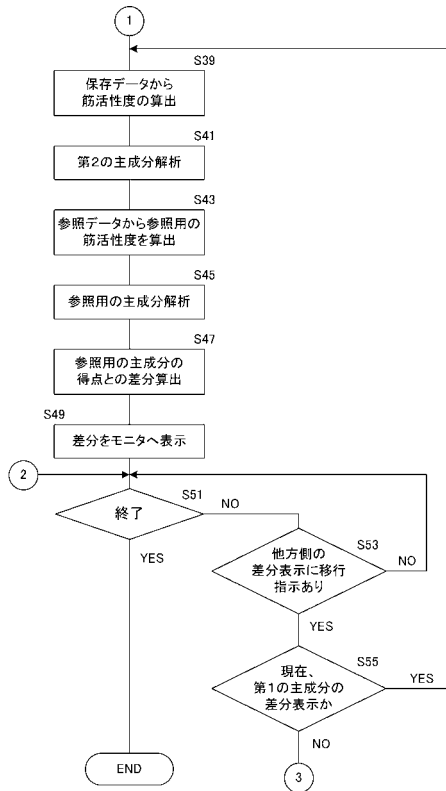 1
S39
保存データから
筋活性度の算出
S41
第2の主成分解析
S43
参照データから参照用の
筋活性度を算出
S45
参照用の主成分解析
S47
参照用の主成分の
得点との差分算出
S49
差分をモニタへ表示
2
S51
終了
NO
YES
S53
他方側の
差分表示に移行
指示あり
NO
YES
S55
現在、
第1の主成分の
差分表示か
YES
NO
END
3